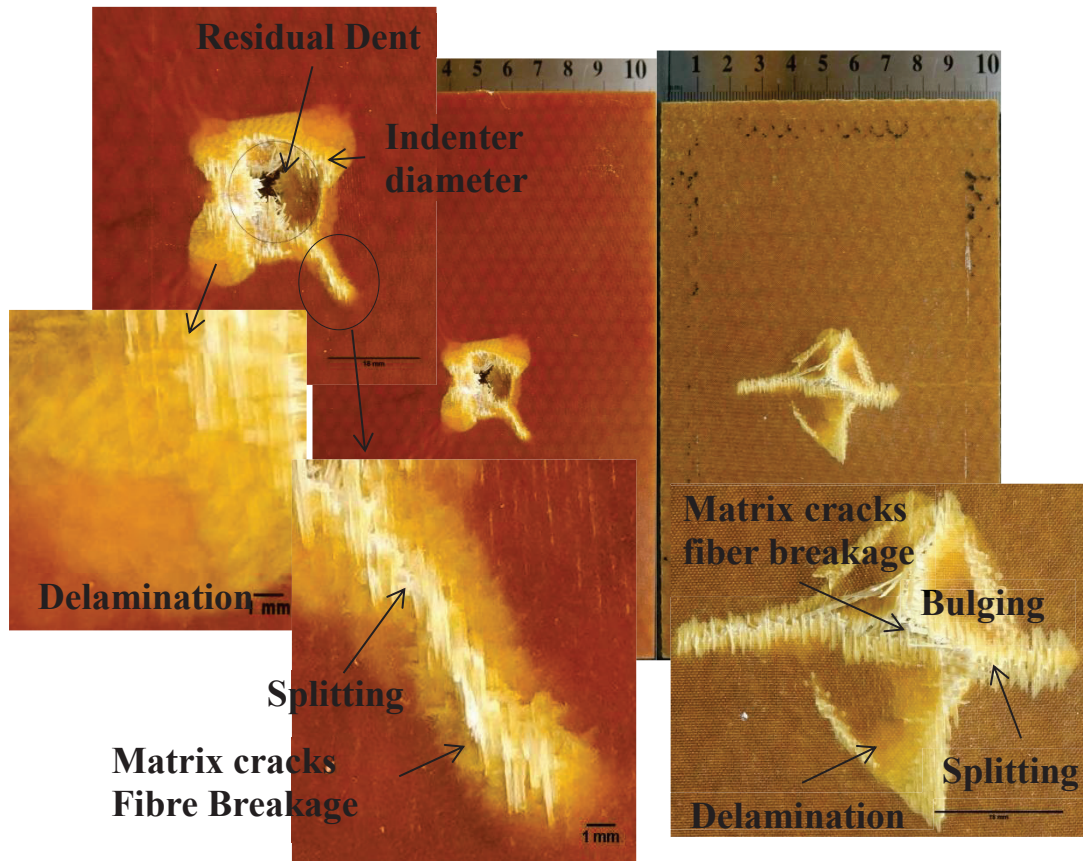 Residual Dent
Indenter
diameter
4 5 6 7 8 9 10
1 2 3 4 5 6 7 8 9 10
Delamination
1 mm
Splitting
Matrix cracks
Fibre Breakage
1 mm
Matrix cracks
fiber breakage
Bulging
Splitting
Delamination